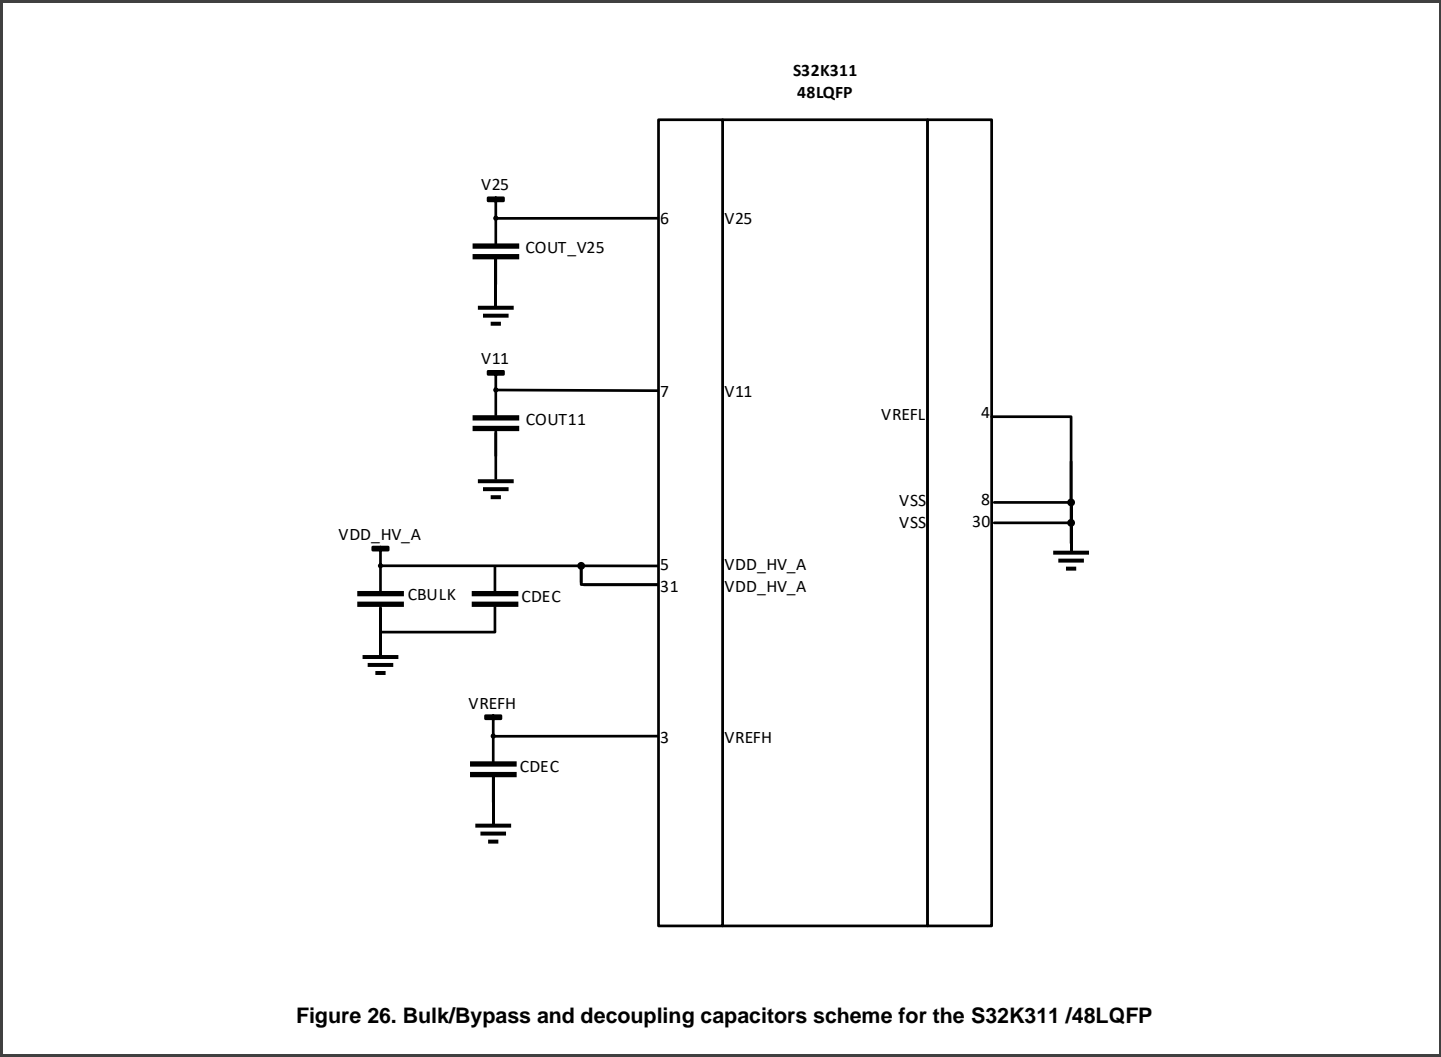 S32K311
48LQFP
V25
6
V25
COUT_V25
V11
7
V11
COUT11
VREFL
4
VSS
8
VSS
30
VDD_HV_A
5
VDD_HV_A
31
VDD_HV_A
CBULK
CDEC
VREFH
3
VREFH
CDEC
Figure 26. Bulk/Bypass and decoupling capacitors scheme for the S32K311 /48LQFP